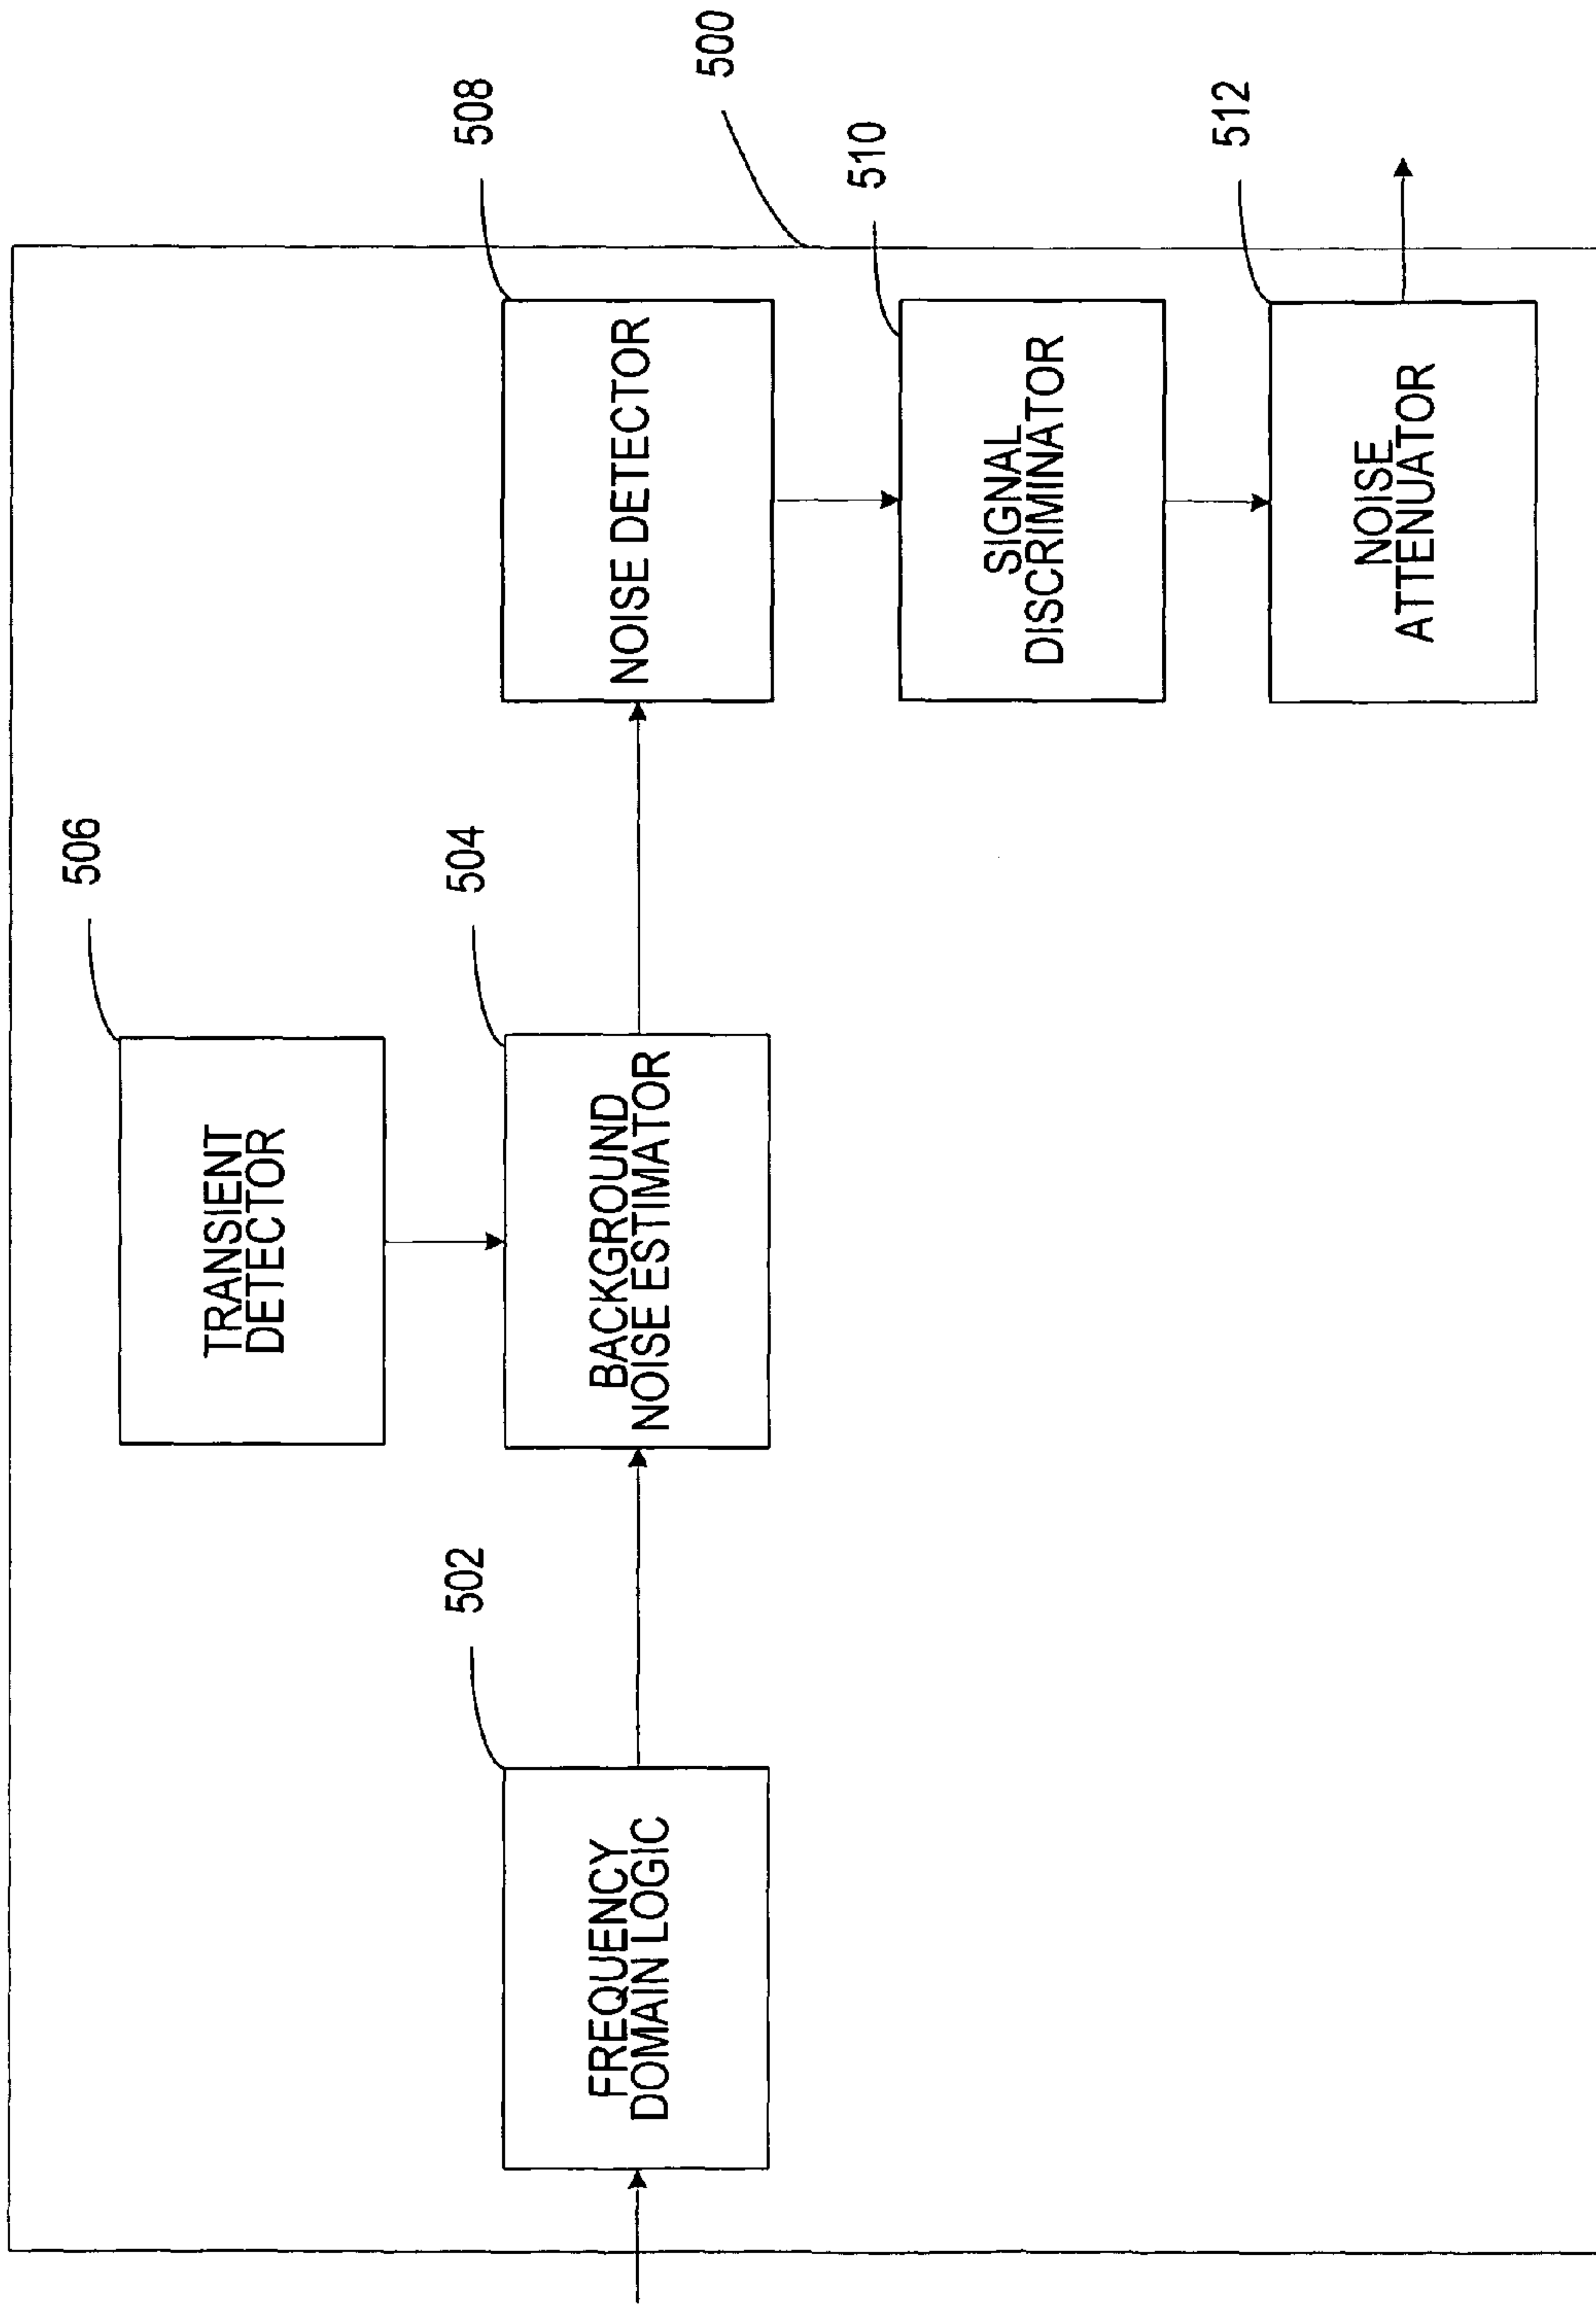 500
506
TRANSIENT
DETECTOR
502
FREQUENCY
DOMAIN LOGIC
504
BACKGROUND
NOISE ESTIMATOR
508
NOISE DETECTOR
510
SIGNAL
DISCRIMINATOR
512
NOISE
ATTENUATOR